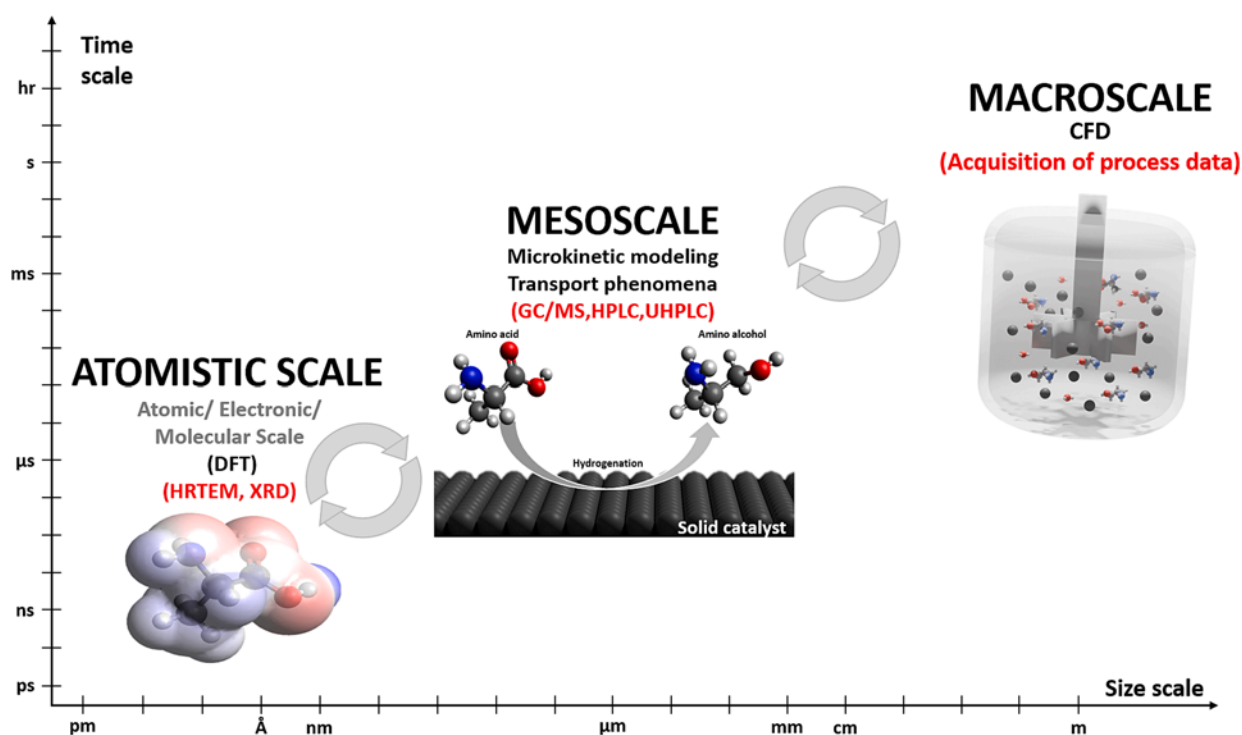 Time
scale
hr
s
ms
µs
ns
ps
MACROSCALE
CFD
(Acquisition of process data)
MESOSCALE
Microkinetic modeling
Transport phenomena
(GC/MS,HPLC,UHPLC)
Amino acid
Amino alcohol
Hydrogenation
Solid catalyst
ATOMISTIC SCALE
Atomic/ Electronic/
Molecular Scale
(DFT)
(HRTEM, XRD)
Size scale
pm
Å
nm
µm
mm
cm
m